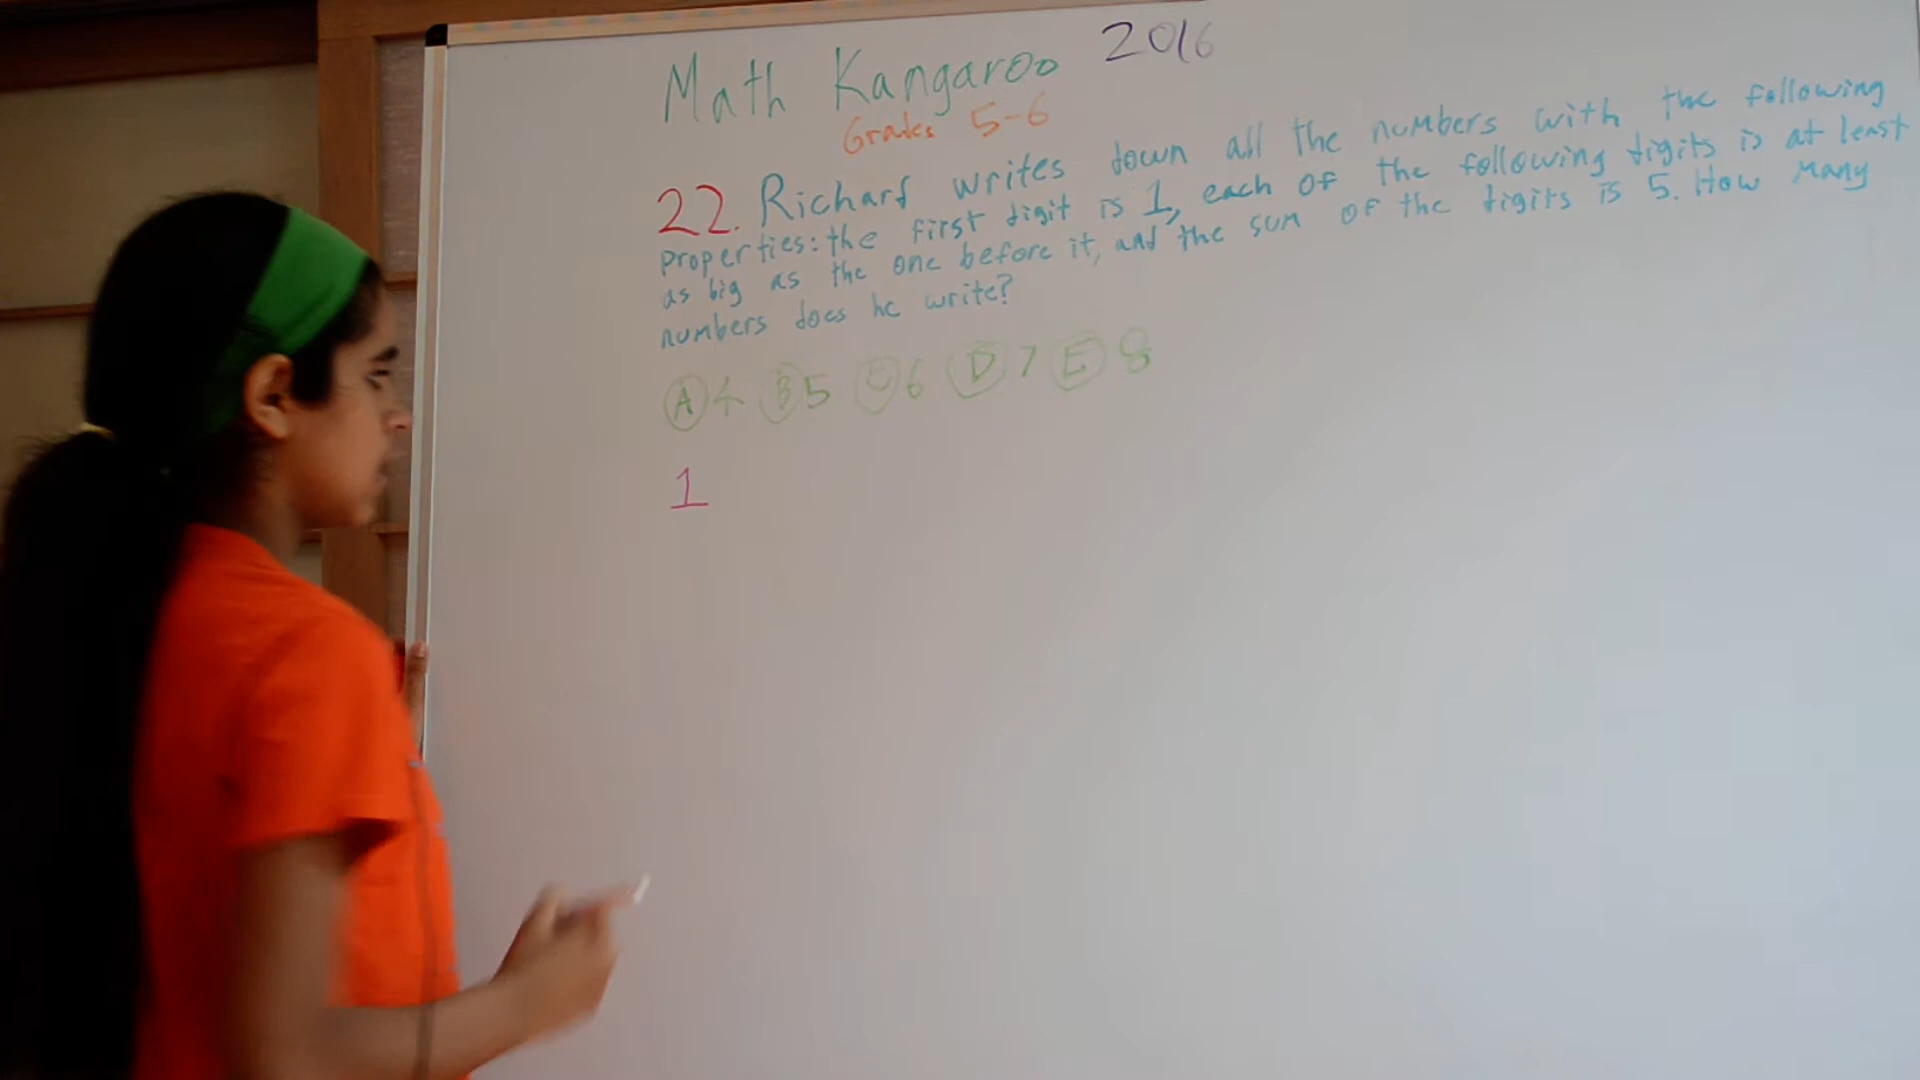 Math Kangaroo 2016
Grades 5-6
22. Richard writes down all the numbers with the following
properties: the first digit is 1, each of the following digits is at least
as big as the one before it, and the sum of the digits is 5. How many
numbers does he write?
A 4 B 5 C 6 D 7 E 8
1